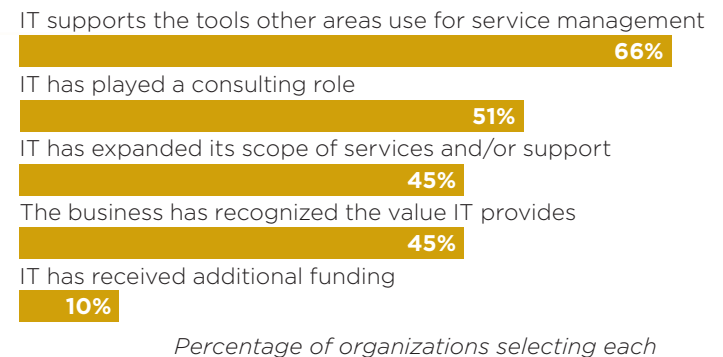 IT supports the tools other areas use for service management
66%
IT has played a consulting role
51%
IT has expanded its scope of services and/or support
45%
The business has recognized the value IT provides
45%
IT has received additional funding
10%
Percentage of organizations selecting each